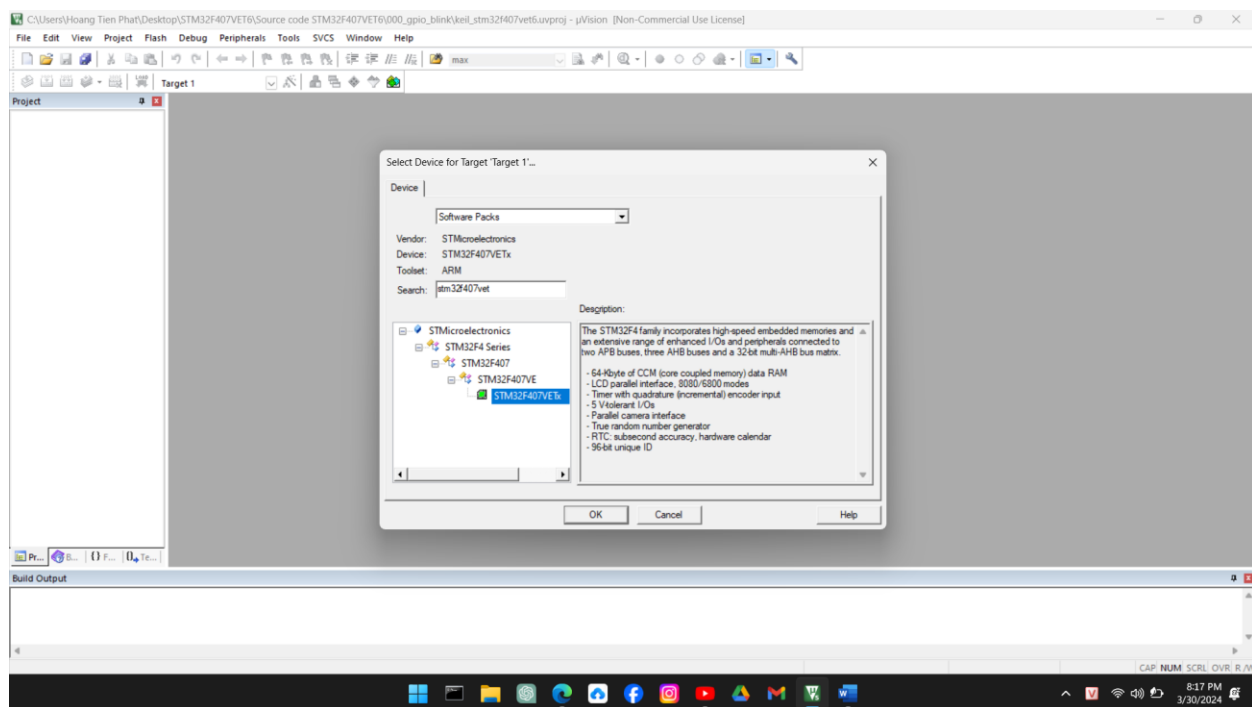 C:\Users\Hoang Tien Phat\Desktop\STM32F407VET6\Source code STM32F407VET6\000_gpio_blink\keil_stm32f407vet6.uvproj - µVision [Non-Commercial Use License]
File Edit View Project Flash Debug Peripherals Tools SVCS Window Help
max
Target 1
Project
Select Device for Target 'Target 1'...
Device
Software Packs
Vendor: STMicroelectronics
Device: STM32F407VETx
Toolset: ARM
Search: stm32f407vet
Description:
STMicroelectronics
STM32F4 Series
STM32F407
STM32F407VE
STM32F407VETx
The STM32F4 family incorporates high-speed embedded memories and
an extensive range of enhanced I/Os and peripherals connected to
two APB buses, three AHB buses and a 32-bit multi-AHB bus matrix.
- 64-Kbyte of CCM (core coupled memory) data RAM
- LCD parallel interface, 8080/6800 modes
- Timer with quadrature (incremental) encoder input
- 5 V-tolerant I/Os
- Parallel camera interface
- True random number generator
- RTC: subsecond accuracy, hardware calendar
- 96-bit unique ID
OK Cancel Help
Pr... B... {} F... 0 Te...
Build Output
CAP NUM SCRL OVR R/W
V
8:17 PM
3/30/2024